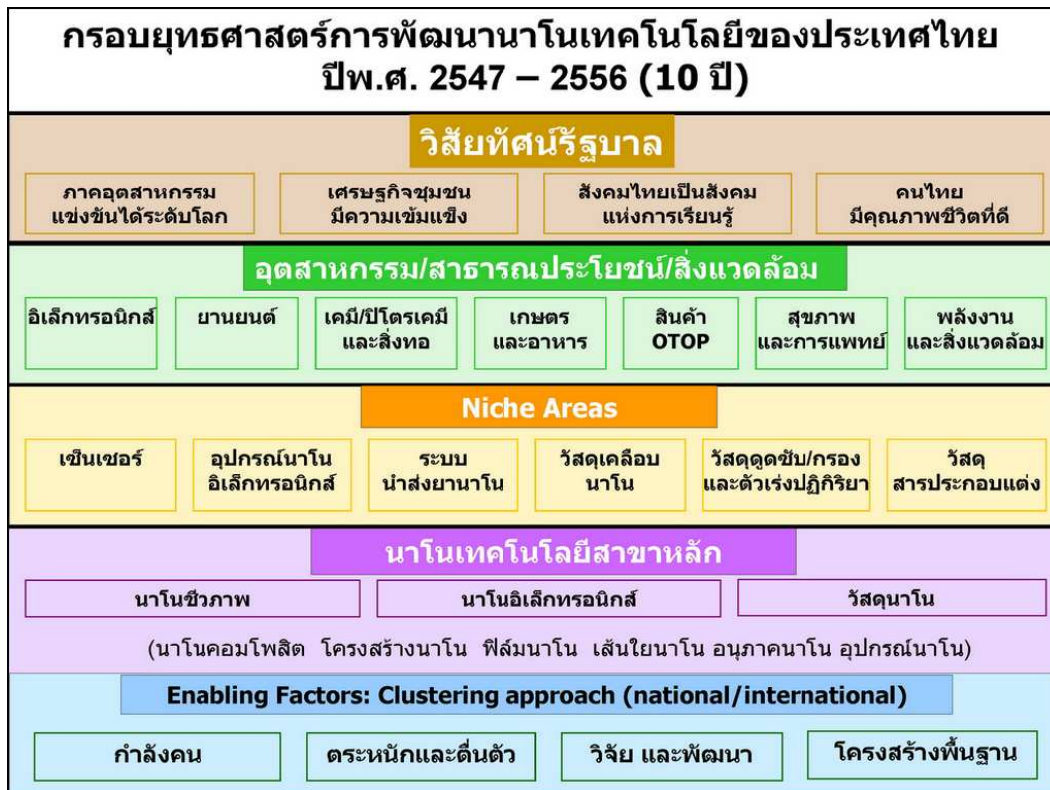 กรอบยุทธศาสตร์การพัฒนานาโนเทคโนโลยีของประเทศไทย
ปีพ.ศ. 2547 – 2556 (10 ปี)
วิสัยทัศน์รัฐบาล
ภาคอุตสาหกรรม
แข่งขันได้ระดับโลก
เศรษฐกิจชุมชน
มีความเข้มแข็ง
สังคมไทยเป็นสังคม
แห่งการเรียนรู้
คนไทย
มีคุณภาพชีวิตที่ดี
อุตสาหกรรม/สาธารณประโยชน์/สิ่งแวดล้อม
อิเล็กทรอนิกส์
ยานยนต์
เคมี/ปิโตรเคมี
และสิ่งทอ
เกษตร
และอาหาร
สินค้า
OTOP
สุขภาพ
และการแพทย์
พลังงาน
และสิ่งแวดล้อม
Niche Areas
เซ็นเซอร์
อุปกรณ์นาโน
อิเล็กทรอนิกส์
ระบบ
นำส่งยานาโน
วัสดุเคลือบ
นาโน
วัสดุดูดซับ/กรอง
และตัวเร่งปฏิกิริยา
วัสดุ
สารประกอบแต่ง
นาโนเทคโนโลยีสาขาหลัก
นาโนชีวภาพ
นาโนอิเล็กทรอนิกส์
วัสดุนาโน
(นาโนคอมโพสิต โครงสร้างนาโน ฟิล์มนาโน เส้นใยนาโน อนุภาคนาโน อุปกรณ์นาโน)
Enabling Factors: Clustering approach (national/international)
กำลังคน
ตระหนักและตื่นตัว
วิจัย และพัฒนา
โครงสร้างพื้นฐาน